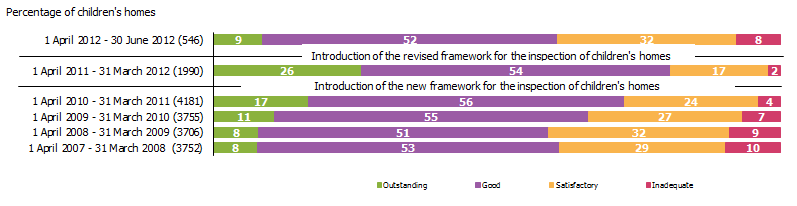 Percentage of children's homes
1 April 2012 - 30 June 2012 (546) 9 52 32 8
Introduction of the revised framework for the inspection of children's homes
1 April 2011 - 31 March 2012 (1990) 26 54 17 2
Introduction of the new framework for the inspection of children's homes
1 April 2010 - 31 March 2011 (4181) 17 56 24 4
1 April 2009 - 31 March 2010 (3755) 11 55 27 7
1 April 2008 - 31 March 2009 (3706) 8 51 32 9
1 April 2007 - 31 March 2008 (3752) 8 53 29 10
Outstanding Good Satisfactory Inadequate